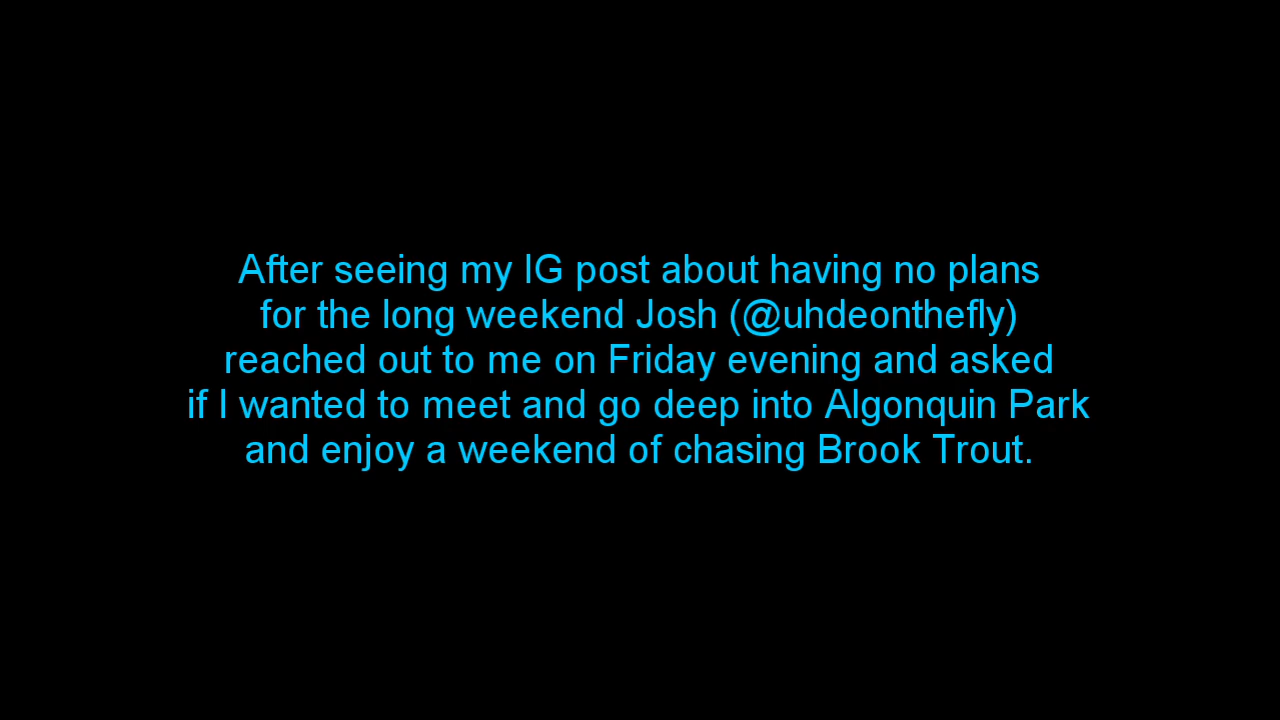 After seeing my IG post about having no plans
for the long weekend Josh (@uhdeonthefly)
reached out to me on Friday evening and asked
if I wanted to meet and go deep into Algonquin Park
and enjoy a weekend of chasing Brook Trout.